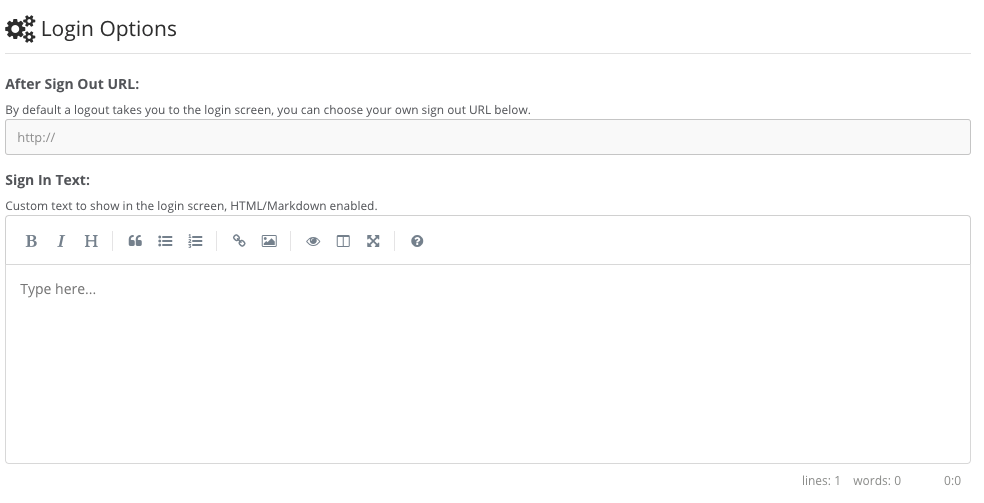 Login Options
After Sign Out URL:
By default a logout takes you to the login screen, you can choose your own sign out URL below.
http://
Sign In Text:
Custom text to show in the login screen, HTML/Markdown enabled.
B I H
Type here...
lines: 1 words: 0 0:0